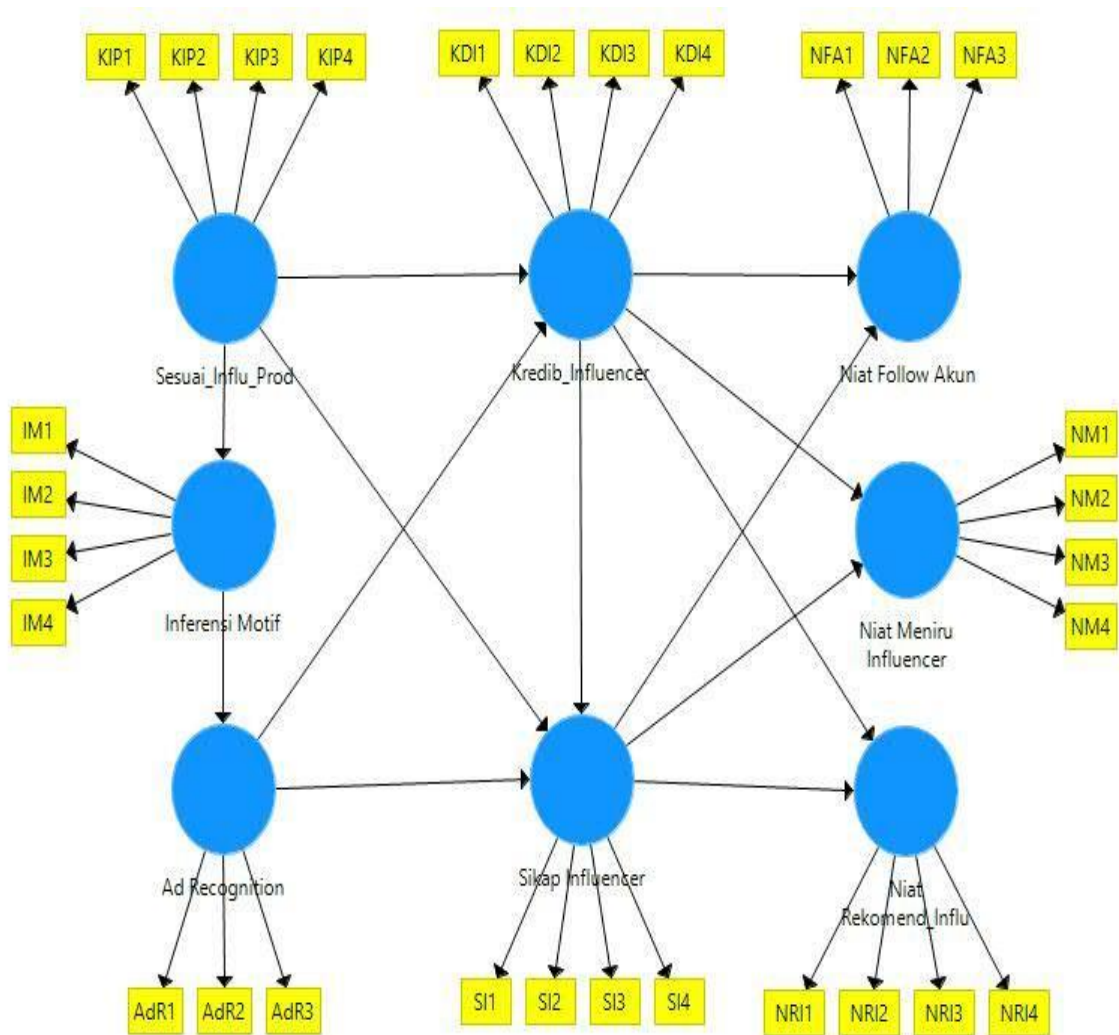 KIP1
KIP2
KIP3
KIP4
KDI1
KDI2
KDI3
KDI4
NFA1
NFA2
NFA3
Sesuai_Influ_Prod
Kredib_Influencer
Niat Follow Akun
IM1
IM2
IM3
IM4
Inferensi Motif
NM1
NM2
NM3
NM4
Niat Meniru
Influencer
Ad Recognition
Sikap Influencer
Niat
Rekomend_Influ
AdR1
AdR2
AdR3
SI1
SI2
SI3
SI4
NRI1
NRI2
NRI3
NRI4